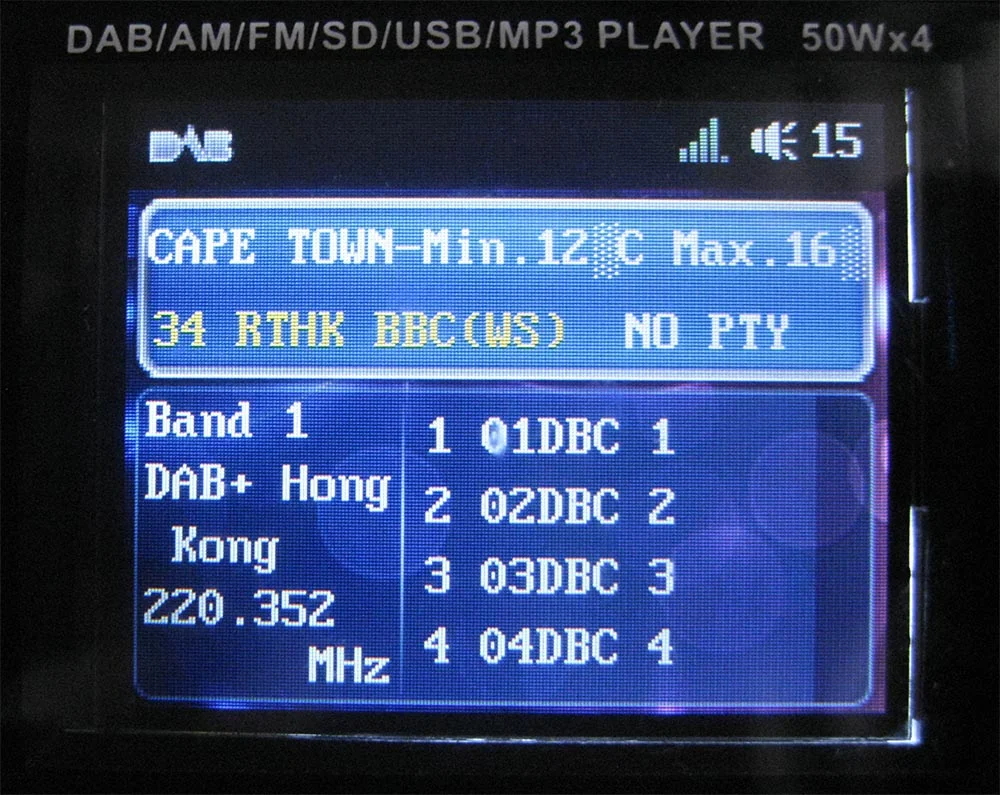 DAB/AM/FM/SD/USB/MP3 PLAYER 50Wx4
DAB 15
CAPE TOWN-Min.12░C Max.16░
34 RTHK BBC(WS) NO PTY
Band 1
DAB+ Hong
Kong
220.352
MHz
1 01DBC 1
2 02DBC 2
3 03DBC 3
4 04DBC 4